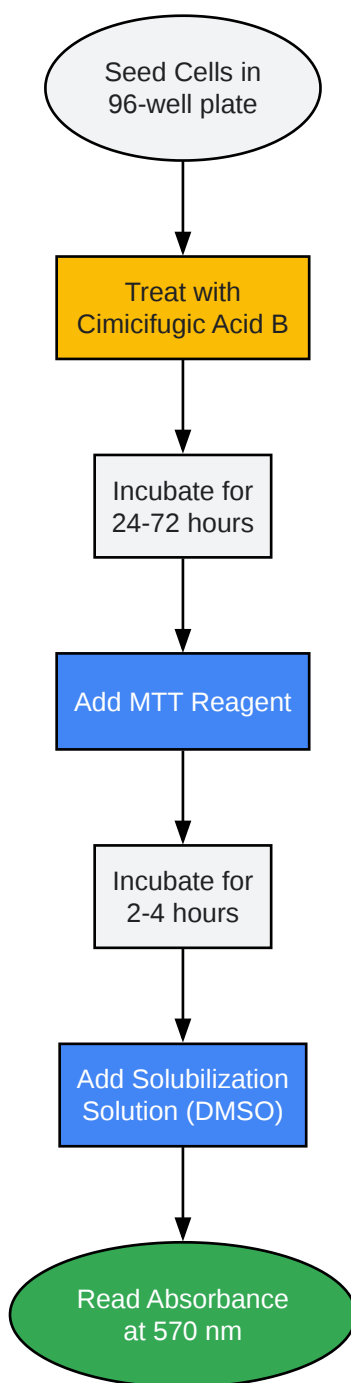 Seed Cells in
96-well plate
Treat with
Cimicifugic Acid B
Incubate for
24-72 hours
Add MTT Reagent
Incubate for
2-4 hours
Add Solubilization
Solution (DMSO)
Read Absorbance
at 570 nm